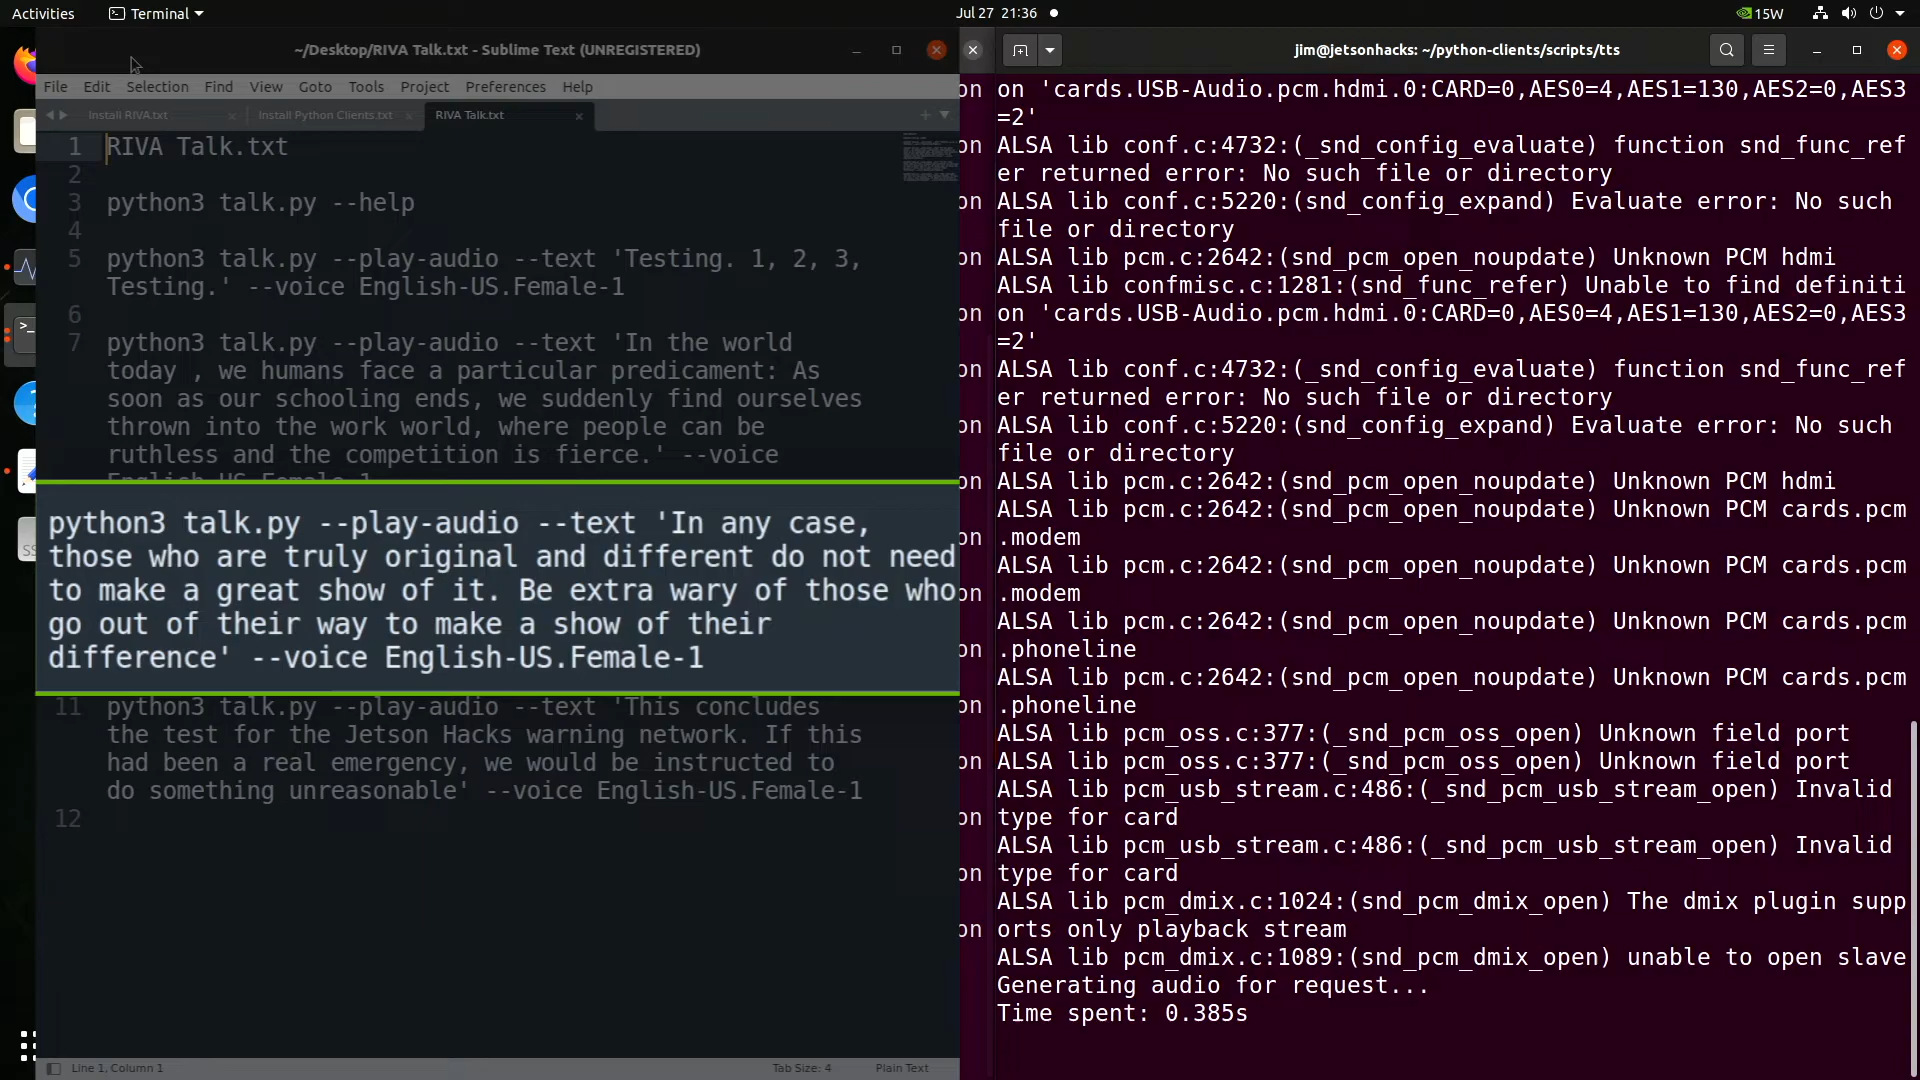 Activities
Terminal
Jul 27 21:36
15W
~/Desktop/RIVA Talk.txt - Sublime Text (UNREGISTERED)
File Edit Selection Find View Goto Tools Project Preferences Help
Install RIVA.txt
Install Python Clients.txt
RIVA Talk.txt
1 RIVA Talk.txt
2
3 python3 talk.py --help
4
5 python3 talk.py --play-audio --text 'Testing. 1, 2, 3,
Testing.' --voice English-US.Female-1
6
7 python3 talk.py --play-audio --text 'In the world
today , we humans face a particular predicament: As
soon as our schooling ends, we suddenly find ourselves
thrown into the work world, where people can be
ruthless and the competition is fierce.' --voice
English-US.Female-1
python3 talk.py --play-audio --text 'In any case,
those who are truly original and different do not need
to make a great show of it. Be extra wary of those who
go out of their way to make a show of their
difference' --voice English-US.Female-1
11 python3 talk.py --play-audio --text 'This concludes
the test for the Jetson Hacks warning network. If this
had been a real emergency, we would be instructed to
do something unreasonable' --voice English-US.Female-1
12
Line 1, Column 1
Tab Size: 4
Plain Text
jim@jetsonhacks: ~/python-clients/scripts/tts
on 'cards.USB-Audio.pcm.hdmi.0:CARD=0,AES0=4,AES1=130,AES2=0,AES3
=2'
ALSA lib conf.c:4732:(_snd_config_evaluate) function snd_func_ref
er returned error: No such file or directory
ALSA lib conf.c:5220:(snd_config_expand) Evaluate error: No such
file or directory
ALSA lib pcm.c:2642:(snd_pcm_open_noupdate) Unknown PCM hdmi
ALSA lib confmisc.c:1281:(snd_func_refer) Unable to find definiti
on 'cards.USB-Audio.pcm.hdmi.0:CARD=0,AES0=4,AES1=130,AES2=0,AES3
=2'
ALSA lib conf.c:4732:(_snd_config_evaluate) function snd_func_ref
er returned error: No such file or directory
ALSA lib conf.c:5220:(snd_config_expand) Evaluate error: No such
file or directory
ALSA lib pcm.c:2642:(snd_pcm_open_noupdate) Unknown PCM hdmi
ALSA lib pcm.c:2642:(snd_pcm_open_noupdate) Unknown PCM cards.pcm
.modem
ALSA lib pcm.c:2642:(snd_pcm_open_noupdate) Unknown PCM cards.pcm
.modem
ALSA lib pcm.c:2642:(snd_pcm_open_noupdate) Unknown PCM cards.pcm
.phoneline
ALSA lib pcm.c:2642:(snd_pcm_open_noupdate) Unknown PCM cards.pcm
.phoneline
ALSA lib pcm_oss.c:377:(_snd_pcm_oss_open) Unknown field port
ALSA lib pcm_oss.c:377:(_snd_pcm_oss_open) Unknown field port
ALSA lib pcm_usb_stream.c:486:(_snd_pcm_usb_stream_open) Invalid
type for card
ALSA lib pcm_usb_stream.c:486:(_snd_pcm_usb_stream_open) Invalid
type for card
ALSA lib pcm_dmix.c:1024:(snd_pcm_dmix_open) The dmix plugin supp
orts only playback stream
ALSA lib pcm_dmix.c:1089:(snd_pcm_dmix_open) unable to open slave
Generating audio for request...
Time spent: 0.385s